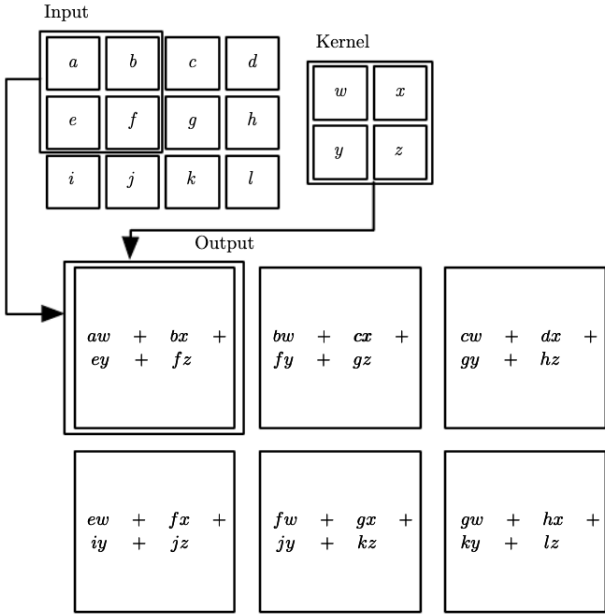 Input
Kernel
a b c d
w x
e f g h
y z
i j k l
Output
aw + bx +
ey + fz
bw + cx +
fy + gz
cw + dx +
gy + hz
ew + fx +
iy + jz
fw + gx +
jy + kz
gw + hx +
ky + lz